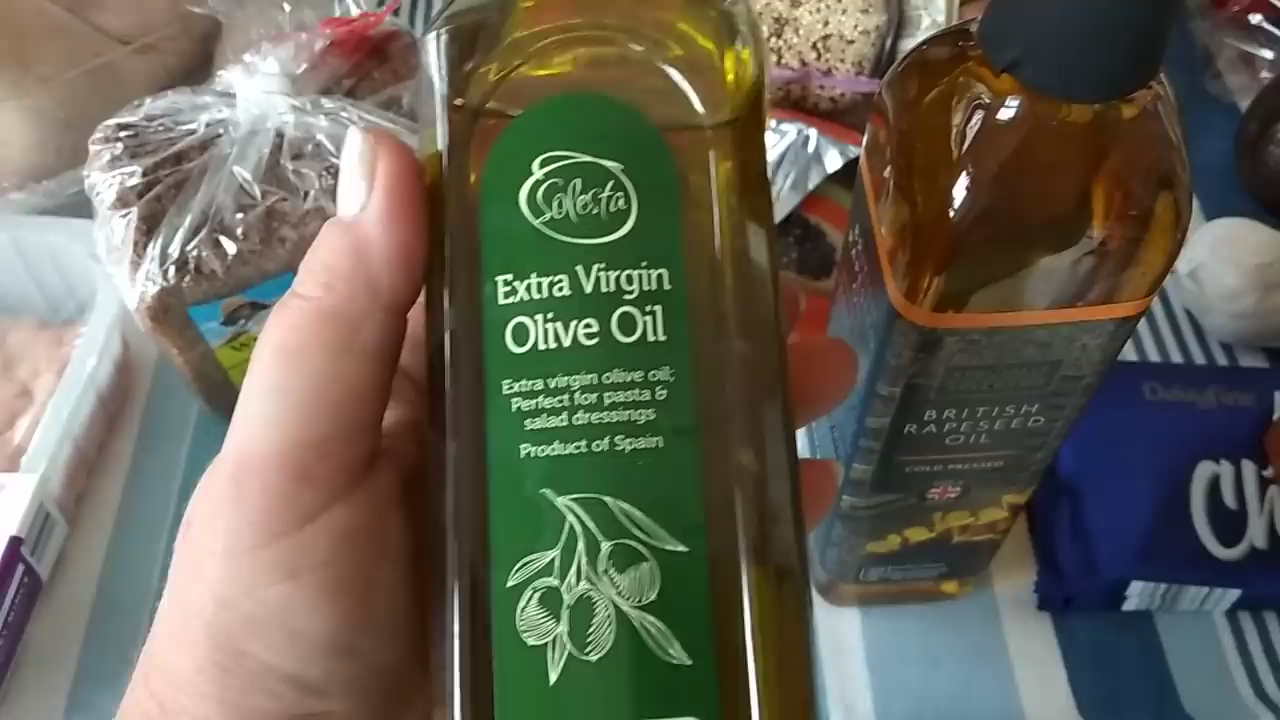 Solesta
Extra Virgin
Olive Oil
Extra virgin olive oil;
Perfect for pasta &
salad dressings
Product of Spain
BRITISH
RAPESEED
OIL
COLD PRESSED
Dairyfine
Ch